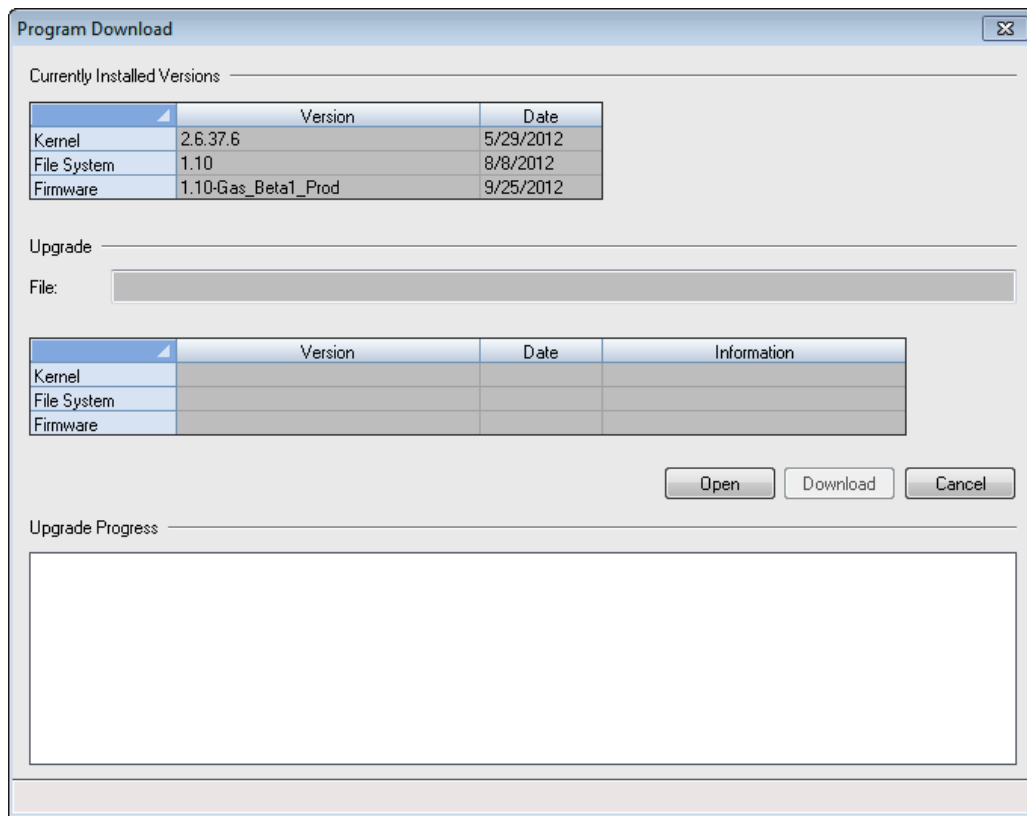 Program Download
Currently Installed Versions
Version Date
Kernel 2.6.37.6 5/29/2012
File System 1.10 8/8/2012
Firmware 1.10-Gas_Beta1_Prod 9/25/2012
Upgrade
File:
Version Date Information
Kernel
File System
Firmware
Open Download Cancel
Upgrade Progress